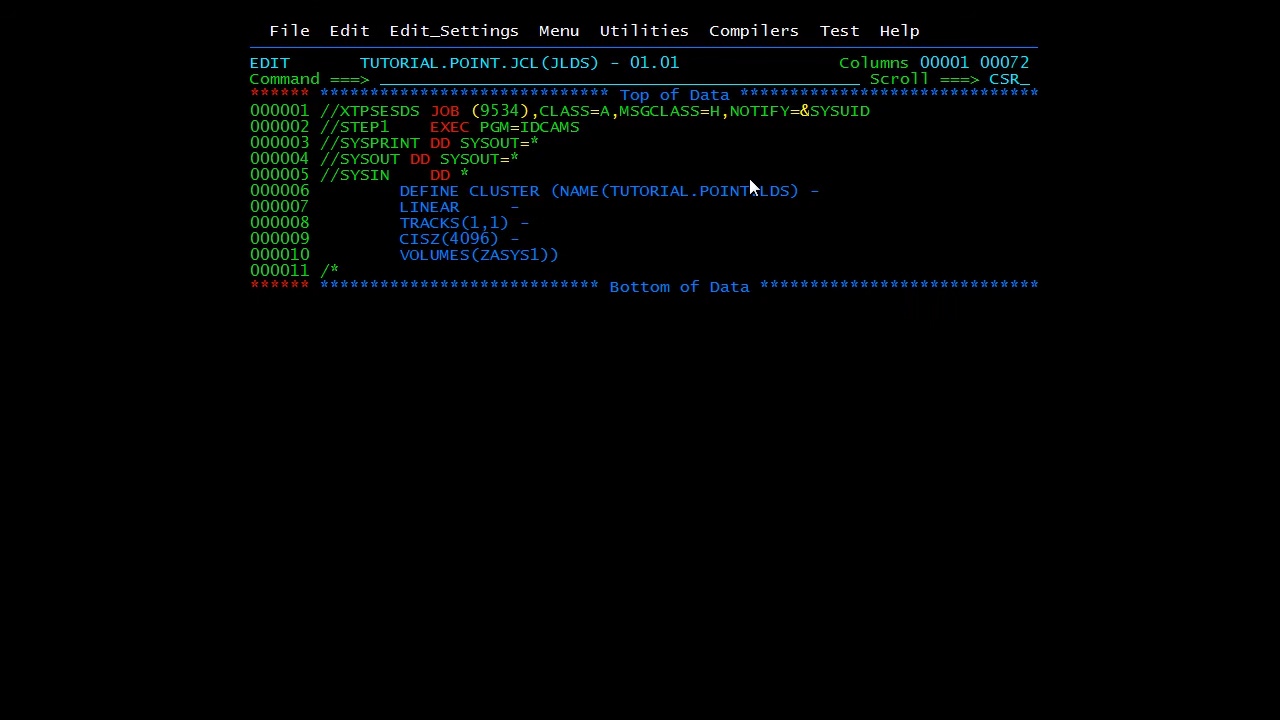 File Edit Edit_Settings Menu Utilities Compilers Test Help
EDIT TUTORIAL.POINT.JCL(JLDS) - 01.01 Columns 00001 00072
Command ===> Scroll ===> CSR
****** ***************************** Top of Data ******************************
000001 //XTPSESDS JOB (9534),CLASS=A,MSGCLASS=H,NOTIFY=&SYSUID
000002 //STEP1 EXEC PGM=IDCAMS
000003 //SYSPRINT DD SYSOUT=*
000004 //SYSOUT DD SYSOUT=*
000005 //SYSIN DD *
000006 DEFINE CLUSTER (NAME(TUTORIAL.POINT.LDS) -
000007 LINEAR -
000008 TRACKS(1,1) -
000009 CISZ(4096) -
000010 VOLUMES(ZASYS1))
000011 /*
****** **************************** Bottom of Data ****************************